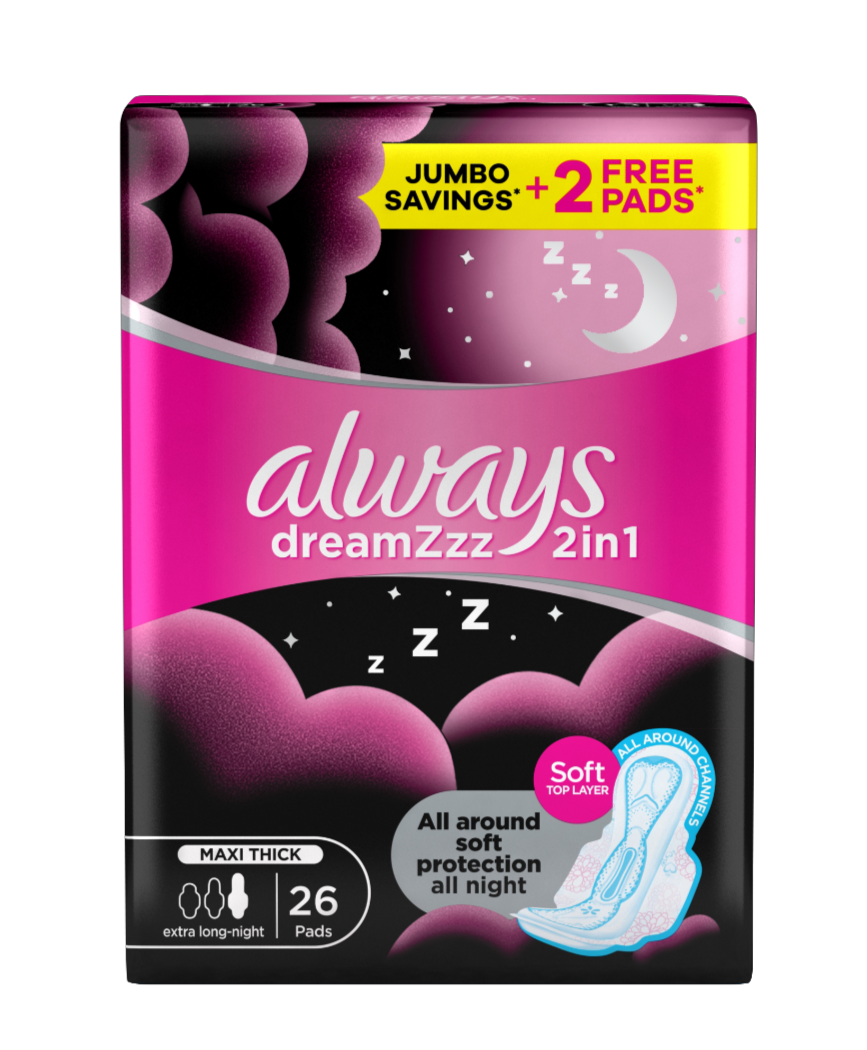 JUMBO
SAVINGS* +2 FREE
PADS*
z
z
z
always
dreamZzz 2in1
z
z
z
Soft
TOP LAYER
ALL AROUND CHANNELS
All around
soft
protection
all night
MAXI THICK
extra long-night
26
Pads